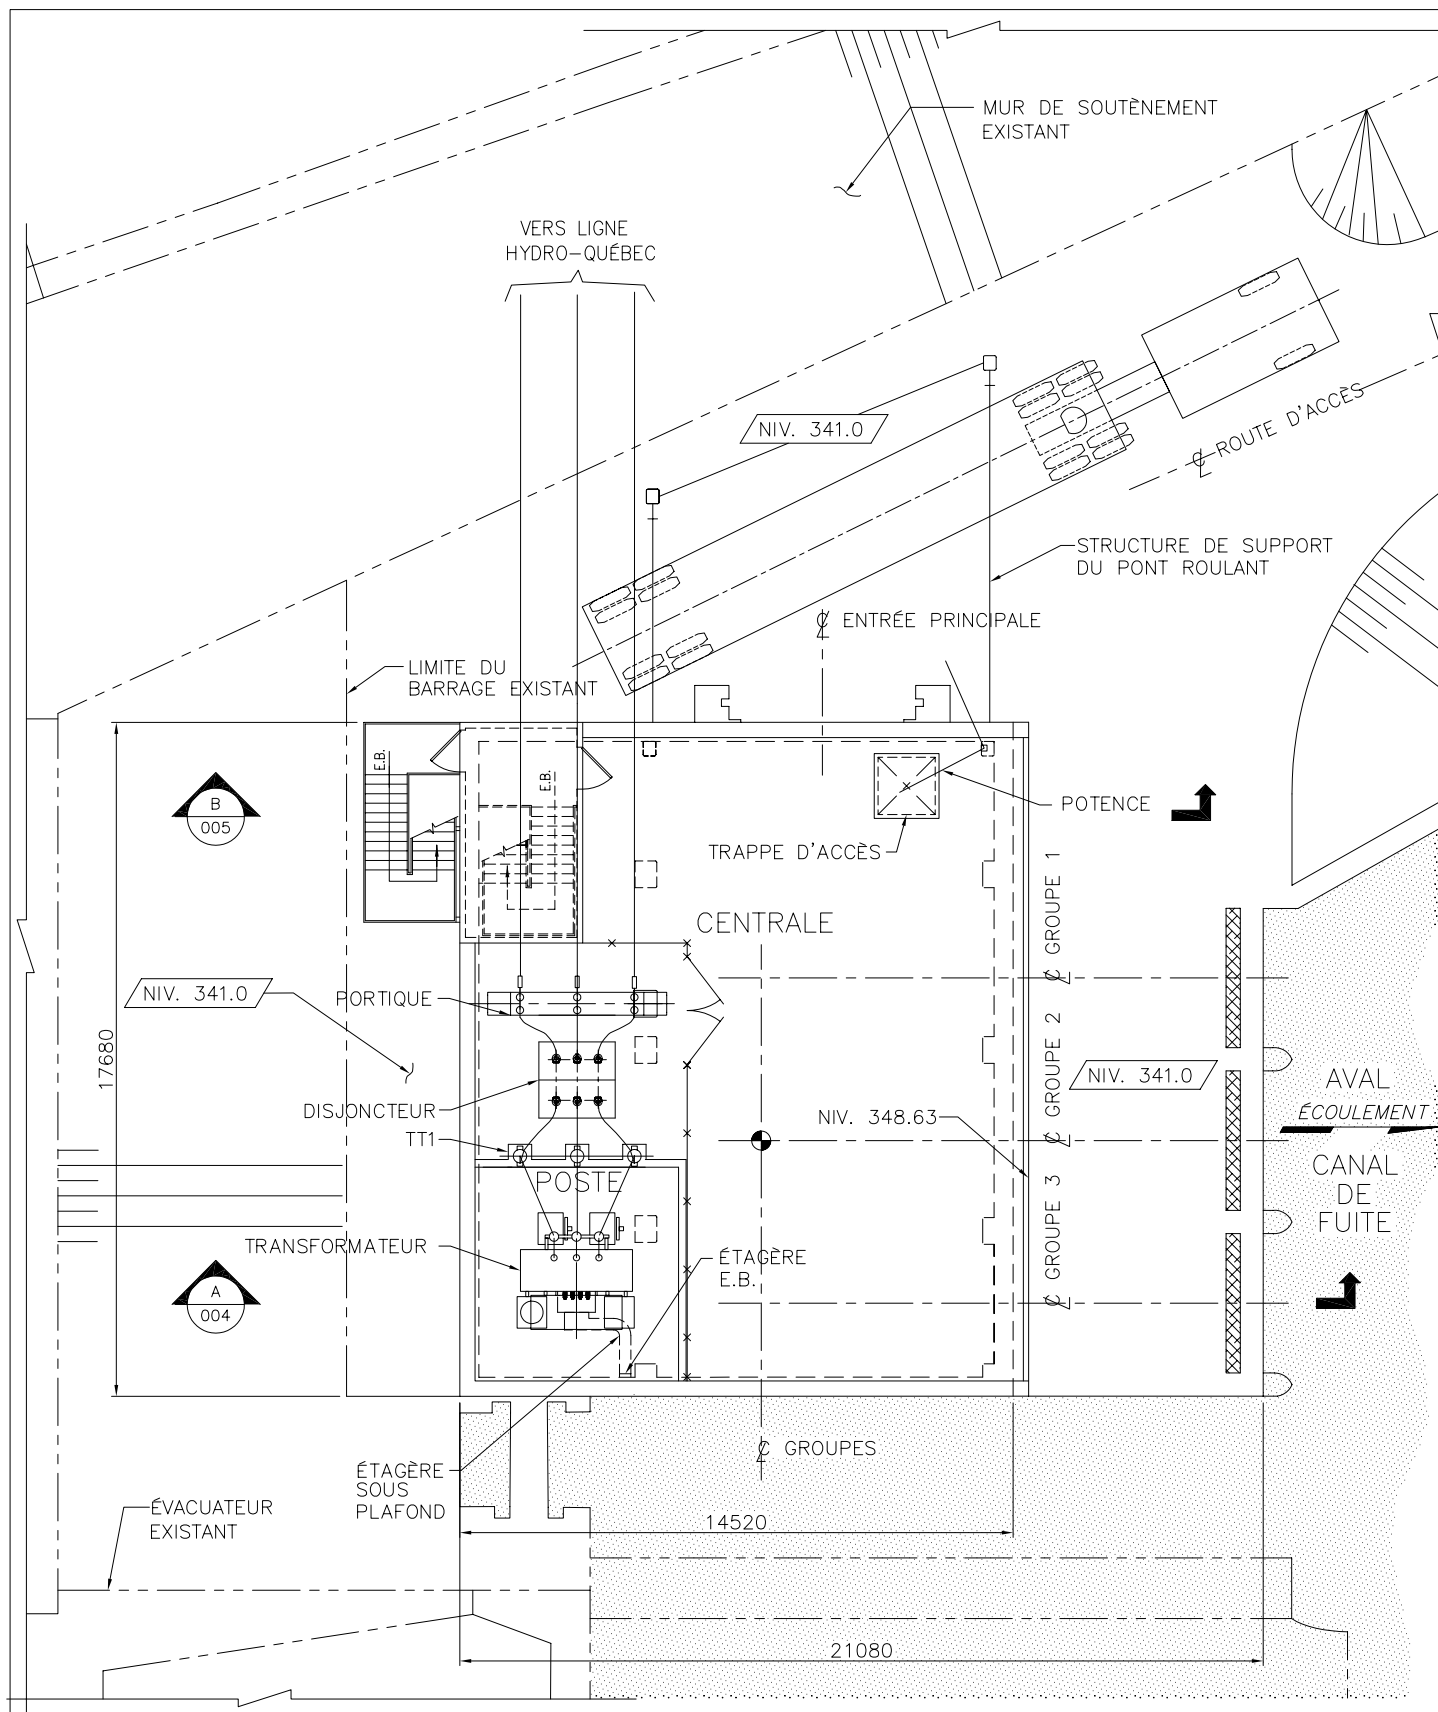 MUR DE SOUTÈNEMENT
EXISTANT
VERS LIGNE
HYDRO-QUÉBEC
NIV. 341.0
℄ ROUTE D'ACCÈS
STRUCTURE DE SUPPORT
DU PONT ROULANT
℄ ENTRÉE PRINCIPALE
LIMITE DU
BARRAGE EXISTANT
E.B.
E.B.
B
005
POTENCE
TRAPPE D'ACCÈS
CENTRALE
℄ GROUPE 1
NIV. 341.0
PORTIQUE
17680
℄ GROUPE 2
NIV. 341.0
AVAL
ÉCOULEMENT
DISJONCTEUR
NIV. 348.63
TT1
CANAL
DE
FUITE
POSTE
℄ GROUPE 3
TRANSFORMATEUR
ÉTAGÈRE
E.B.
A
004
℄ GROUPES
ÉTAGÈRE
SOUS
PLAFOND
ÉVACUATEUR
EXISTANT
14520
21080